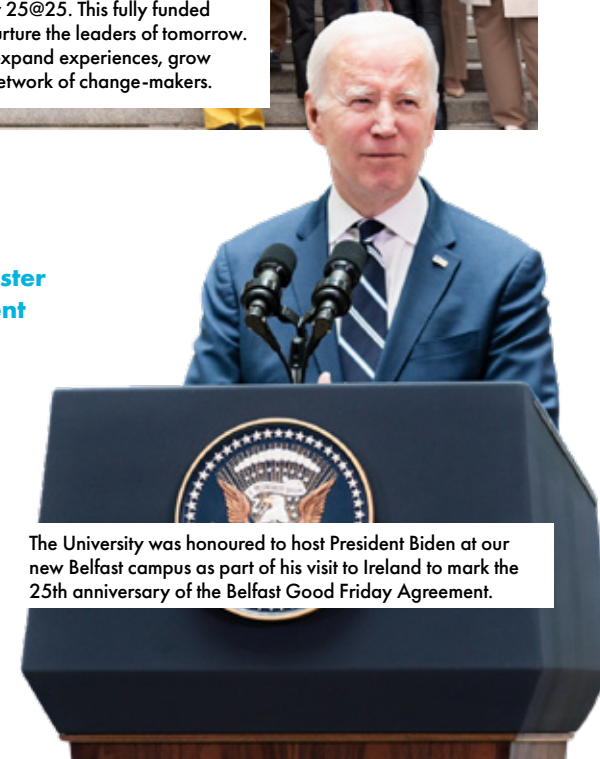 25@25. This fully funded
urture the leaders of tomorrow.
xpand experiences, grow
etwork of change-makers.
ster
nt
The University was honoured to host President Biden at our
new Belfast campus as part of his visit to Ireland to mark the
25th anniversary of the Belfast Good Friday Agreement.